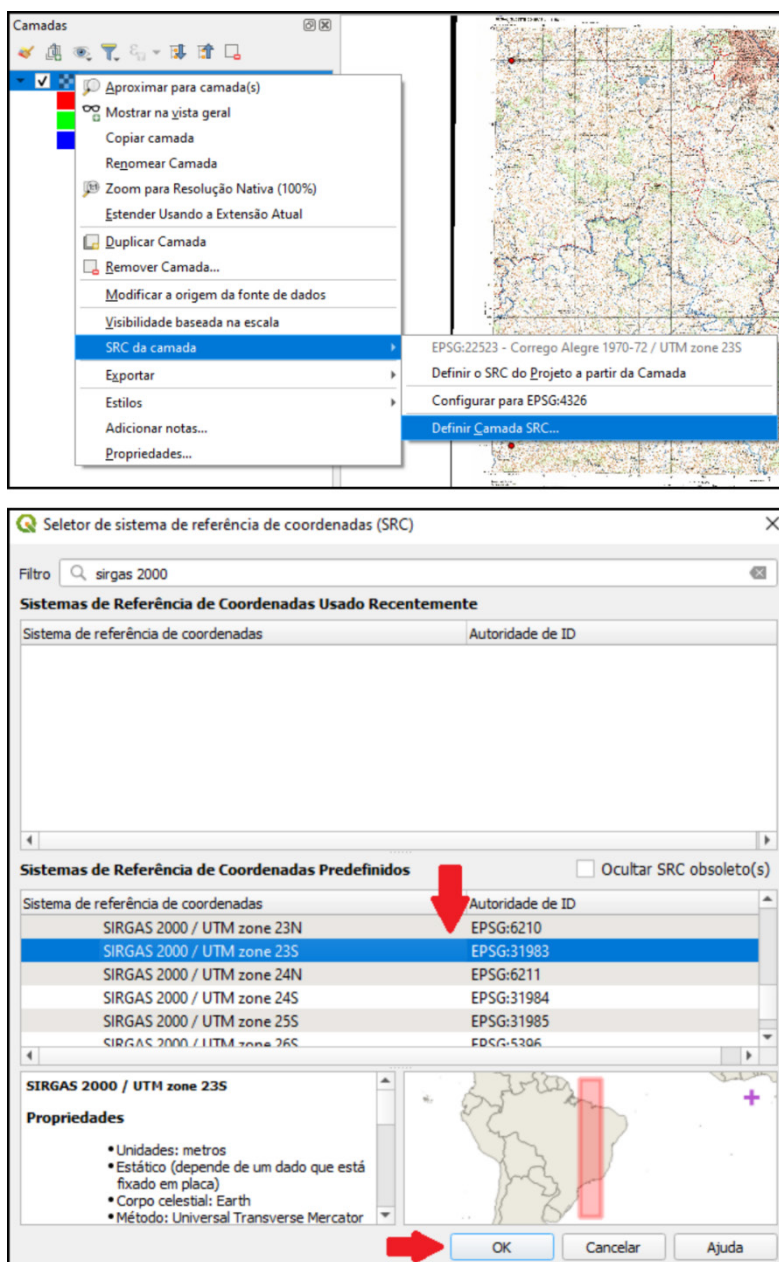 Camadas
Aproximar para camada(s)
Mostrar na vista geral
Copiar camada
Renomear Camada
Zoom para Resolução Nativa (100%)
Estender Usando a Extensão Atual
Duplicar Camada
Remover Camada...
Modificar a origem da fonte de dados
Visibilidade baseada na escala
SRC da camada
EPSG:22523 - Corrego Alegre 1970-72 / UTM zone 23S
Definir o SRC do Projeto a partir da Camada
Exportar
Configurar para EPSG:4326
Estilos
Definir Camada SRC...
Adicionar notas...
Propriedades...
Seletor de sistema de referência de coordenadas (SRC)
Filtro sirgas 2000
Sistemas de Referência de Coordenadas Usado Recentemente
Sistema de referência de coordenadas Autoridade de ID
Sistemas de Referência de Coordenadas Predefinidos Ocultar SRC obsoleto(s)
Sistema de referência de coordenadas Autoridade de ID
SIRGAS 2000 / UTM zone 23N EPSG:6210
SIRGAS 2000 / UTM zone 23S EPSG:31983
SIRGAS 2000 / UTM zone 24N EPSG:6211
SIRGAS 2000 / UTM zone 24S EPSG:31984
SIRGAS 2000 / UTM zone 25S EPSG:31985
SIRGAS 2000 / UTM zone 26S EPSG:5396
SIRGAS 2000 / UTM zone 23S
Propriedades
• Unidades: metros
• Estático (depende de um dado que está
fixado em placa)
• Corpo celestial: Earth
• Método: Universal Transverse Mercator
OK Cancelar Ajuda